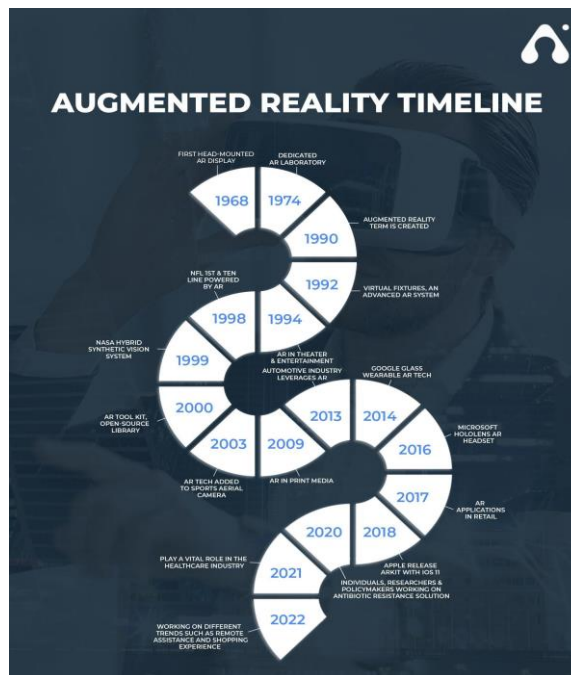 AUGMENTED REALITY TIMELINE
FIRST HEAD-MOUNTED
AR DISPLAY
1968
DEDICATED
AR LABORATORY
1974
AUGMENTED REALITY
TERM IS CREATED
1990
VIRTUAL FIXTURES, AN
ADVANCED AR SYSTEM
1992
AR IN THEATER
& ENTERTAINMENT
1994
NFL 1ST & TEN
LINE POWERED
BY AR
1998
NASA HYBRID
SYNTHETIC VISION
SYSTEM
1999
AR TOOL KIT,
OPEN-SOURCE
LIBRARY
2000
AR TECH ADDED
TO SPORTS AERIAL
CAMERA
2003
AR IN PRINT MEDIA
2009
AUTOMOTIVE INDUSTRY
LEVERAGES AR
2013
GOOGLE GLASS
WEARABLE AR TECH
2014
MICROSOFT
HOLOLENS AR
HEADSET
2016
AR
APPLICATIONS
IN RETAIL
2017
APPLE RELEASE
ARKIT WITH IOS 11
2018
INDIVIDUALS, RESEARCHERS &
POLICYMAKERS WORKING ON
ANTIBIOTIC RESISTANCE SOLUTION
2020
PLAY A VITAL ROLE IN THE
HEALTHCARE INDUSTRY
2021
WORKING ON DIFFERENT
TRENDS SUCH AS REMOTE
ASSISTANCE AND SHOPPING
EXPERIENCE
2022